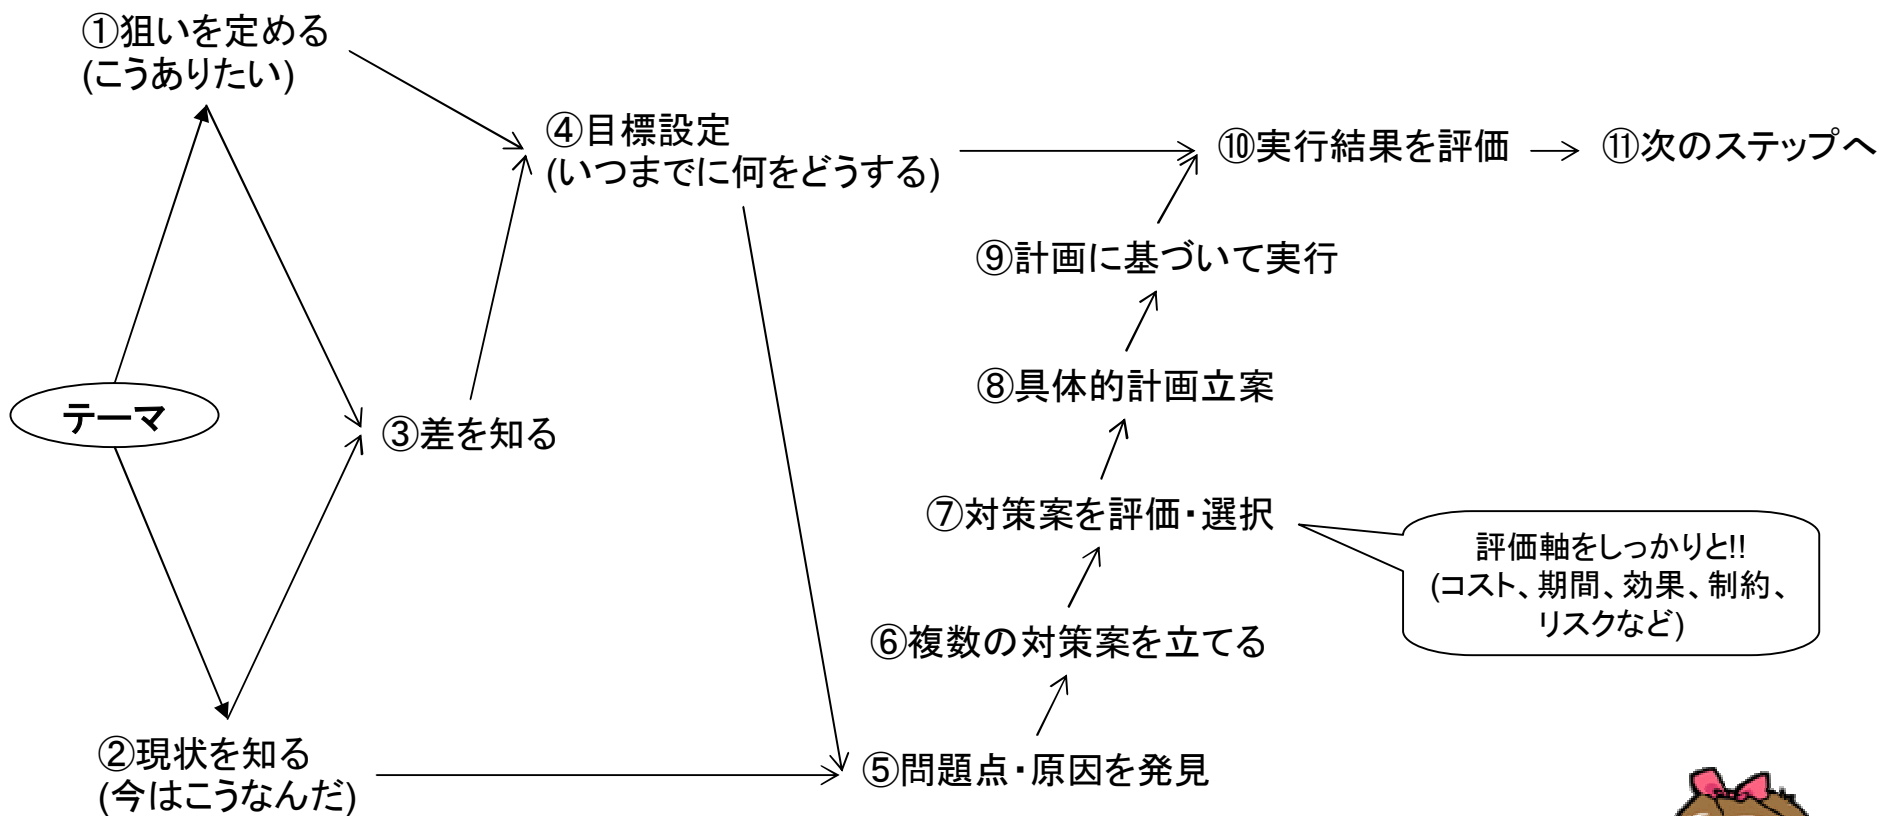 ①狙いを定める
(こうありたい)
④目標設定
(いつまでに何をどうする)
⑩実行結果を評価
⑪次のステップへ
⑨計画に基づいて実行
⑧具体的計画立案
テーマ
③差を知る
⑦対策案を評価・選択
評価軸をしっかりと!!
(コスト、期間、効果、制約、
リスクなど)
⑥複数の対策案を立てる
②現状を知る
(今はこうなんだ)
⑤問題点・原因を発見